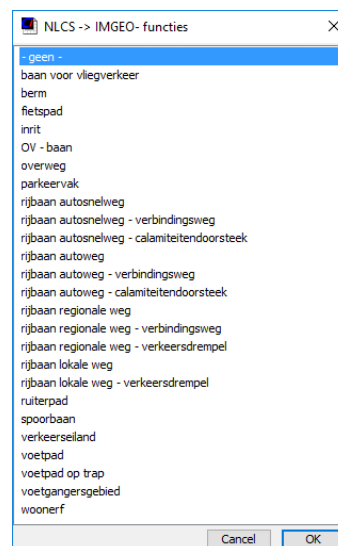 NLCS -> IMGEO- functies
- geen -
baan voor vliegverkeer
berm
fietspad
inrit
OV - baan
overweg
parkeervak
rijbaan autosnelweg
rijbaan autosnelweg - verbindingsweg
rijbaan autosnelweg - calamiteitendoorsteek
rijbaan autoweg
rijbaan autoweg - verbindingsweg
rijbaan autoweg - calamiteitendoorsteek
rijbaan regionale weg
rijbaan regionale weg - verbindingsweg
rijbaan regionale weg - verkeersdrempel
rijbaan lokale weg
rijbaan lokale weg - verkeersdrempel
ruiterpad
spoorbaan
verkeerseiland
voetpad
voetpad op trap
voetgangersgebied
woonerf
Cancel OK